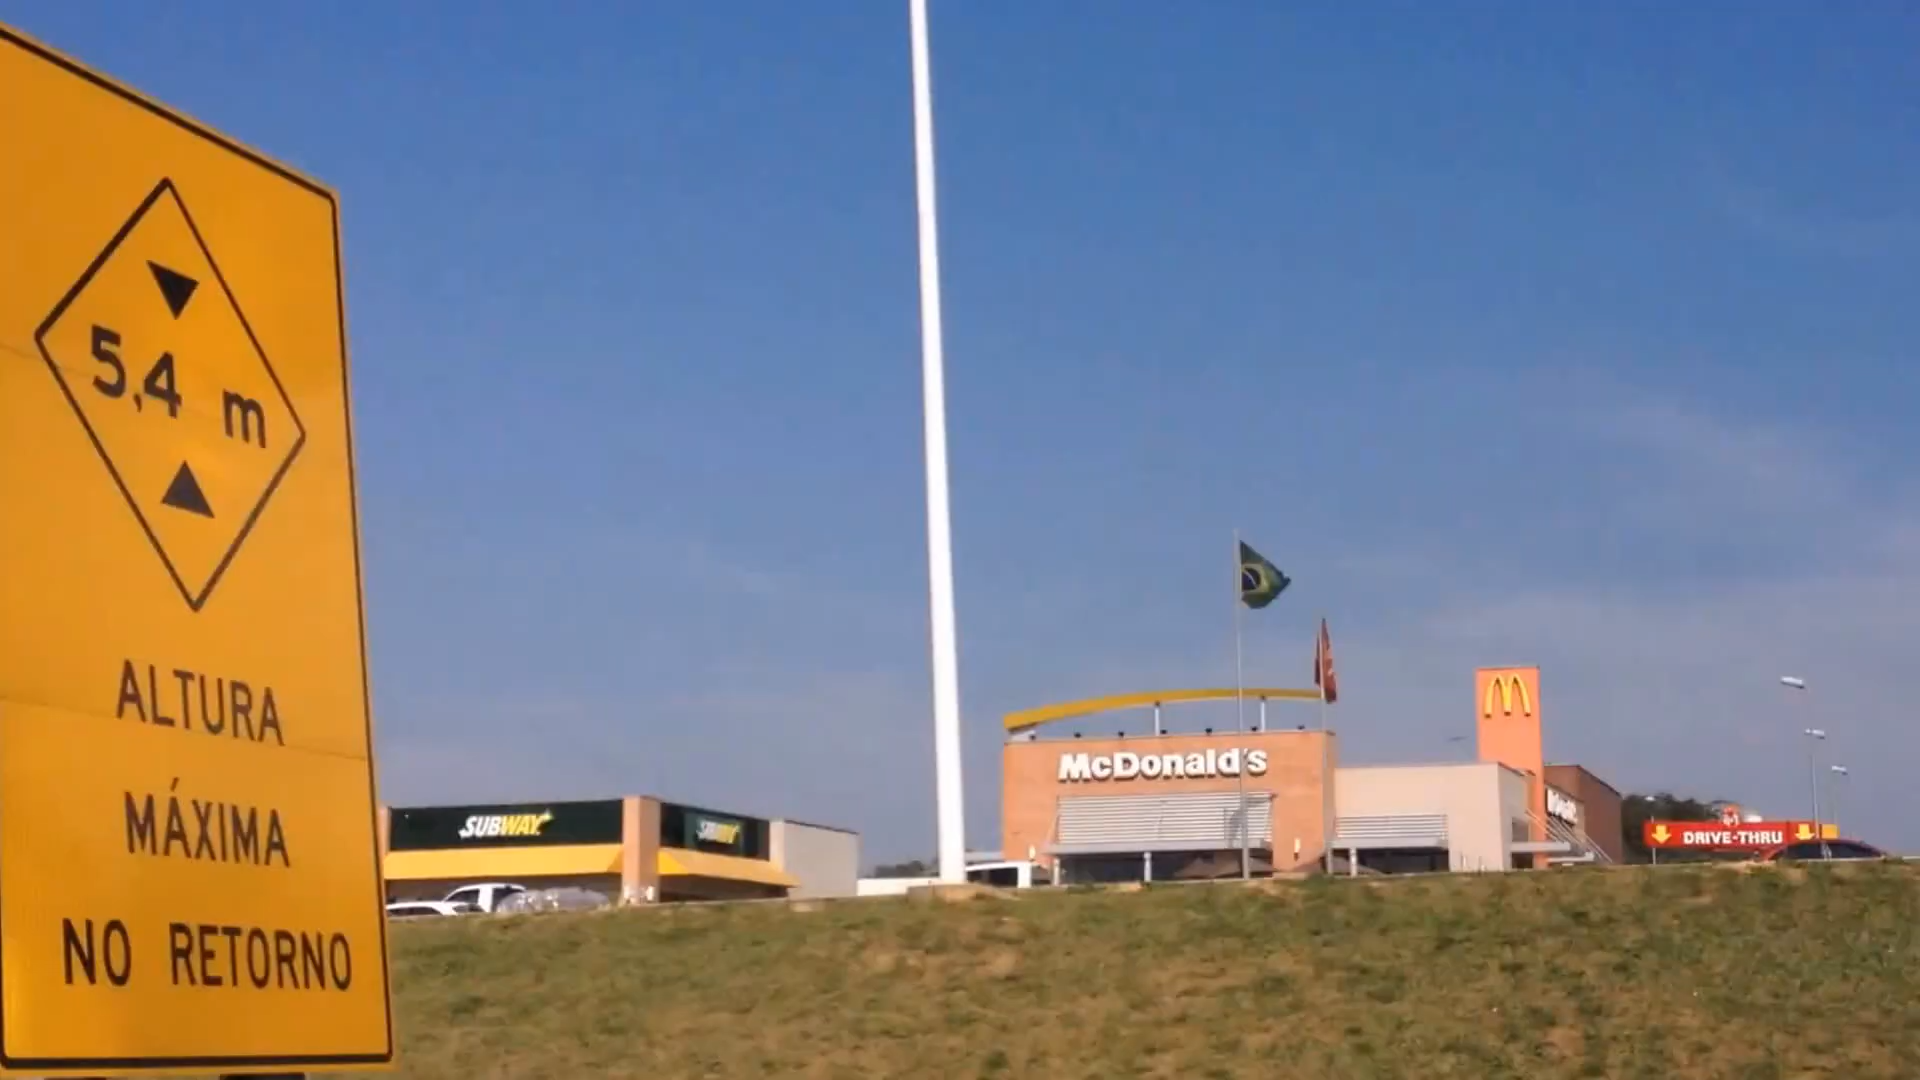 5,4 m
ALTURA
MÁXIMA
NO RETORNO
SUBWAY
SUBWAY
McDonald's
DRIVE-THRU